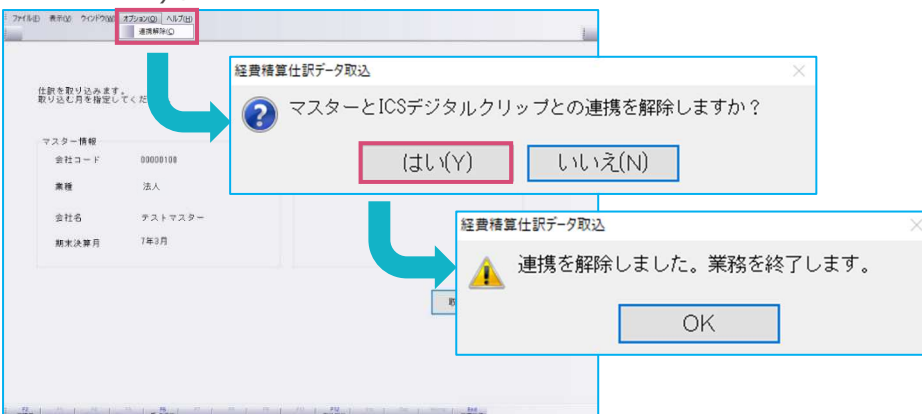 )
ファイル(F) 表示(V) ウィンドウ(W) オプション(O) ヘルプ(H)
連携解除(C)
仕訳を取り込みます。
取り込む月を指定してくだ
マスター情報
会社コード 00000100
業種 法人
会社名 テストマスター
期末決算月 7年3月
経費精算仕訳データ取込
マスターとICSデジタルクリップとの連携を解除しますか？
はい(Y) いいえ(N)
経費精算仕訳データ取込
連携を解除しました。業務を終了します。
OK